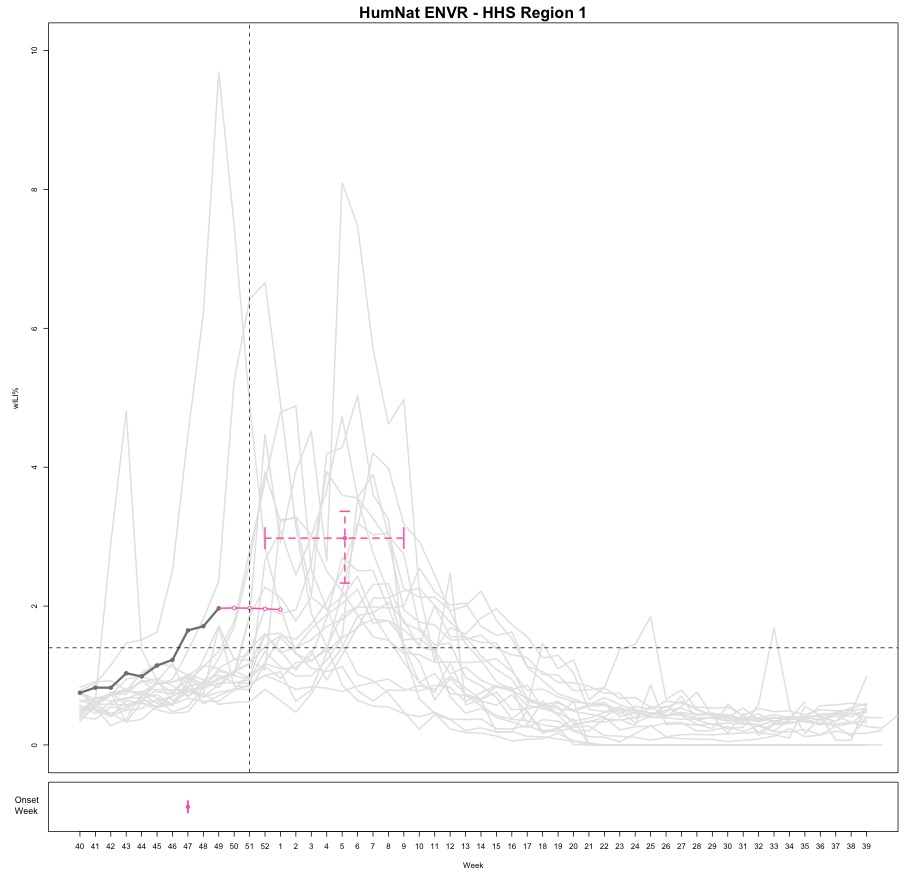 HumNat ENVR - HHS Region 1
10
8
6
4
2
0
wILI%
Onset
Week
40 41 42 43 44 45 46 47 48 49 50 51 52 1 2 3 4 5 6 7 8 9 10 11 12 13 14 15 16 17 18 19 20 21 22 23 24 25 26 27 28 29 30 31 32 33 34 35 36 37 38 39
Week